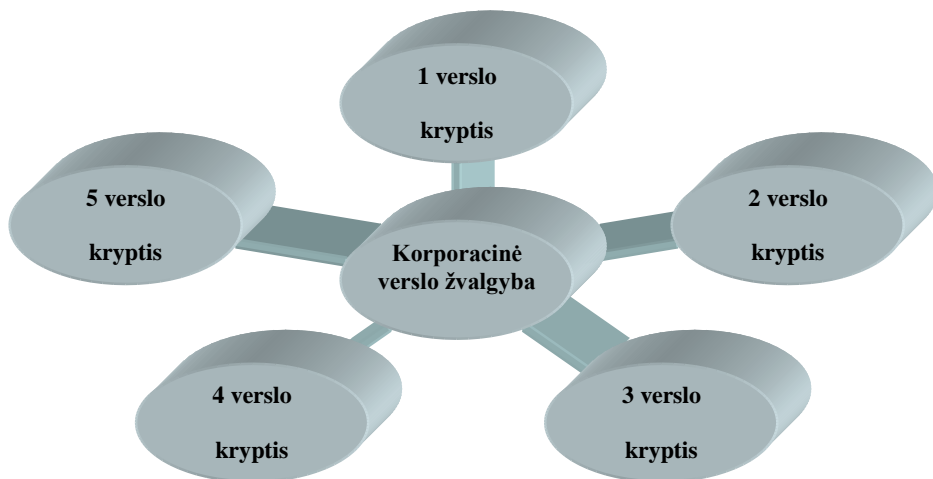 1 verslo
kryptis
5 verslo
kryptis
2 verslo
kryptis
Korporacinė
verslo žvalgyba
4 verslo
kryptis
3 verslo
kryptis